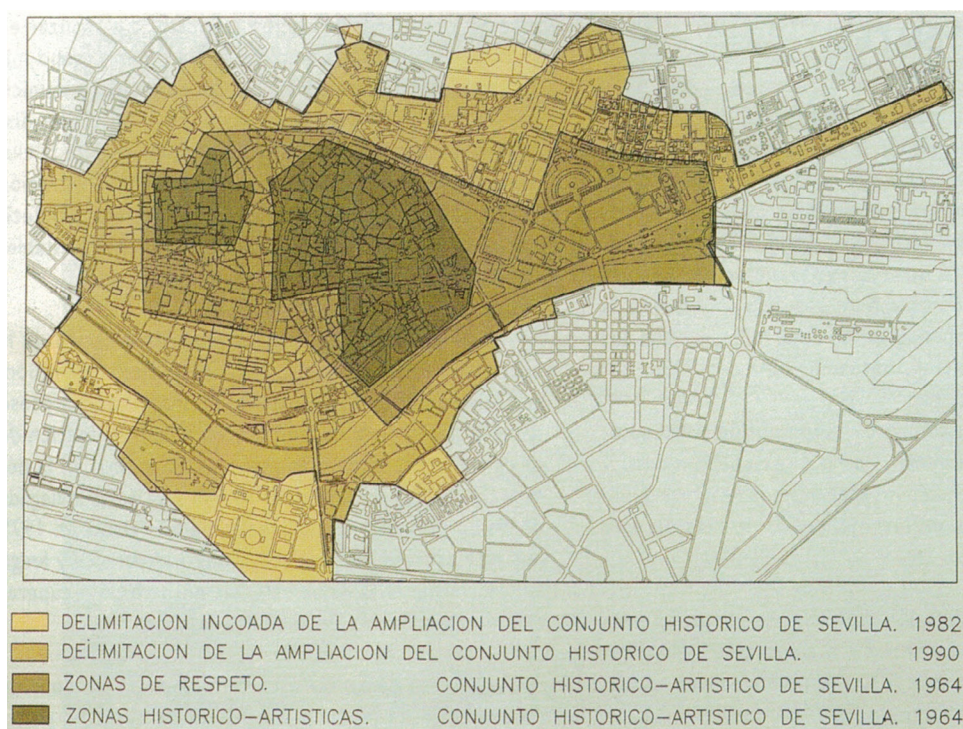 DELIMITACION INCOADA DE LA AMPLIACION DEL CONJUNTO HISTORICO DE SEVILLA. 1982
DELIMITACION DE LA AMPLIACION DEL CONJUNTO HISTORICO DE SEVILLA. 1990
ZONAS DE RESPETO. CONJUNTO HISTORICO-ARTISTICO DE SEVILLA. 1964
ZONAS HISTORICO-ARTISTICAS. CONJUNTO HISTORICO-ARTISTICO DE SEVILLA. 1964